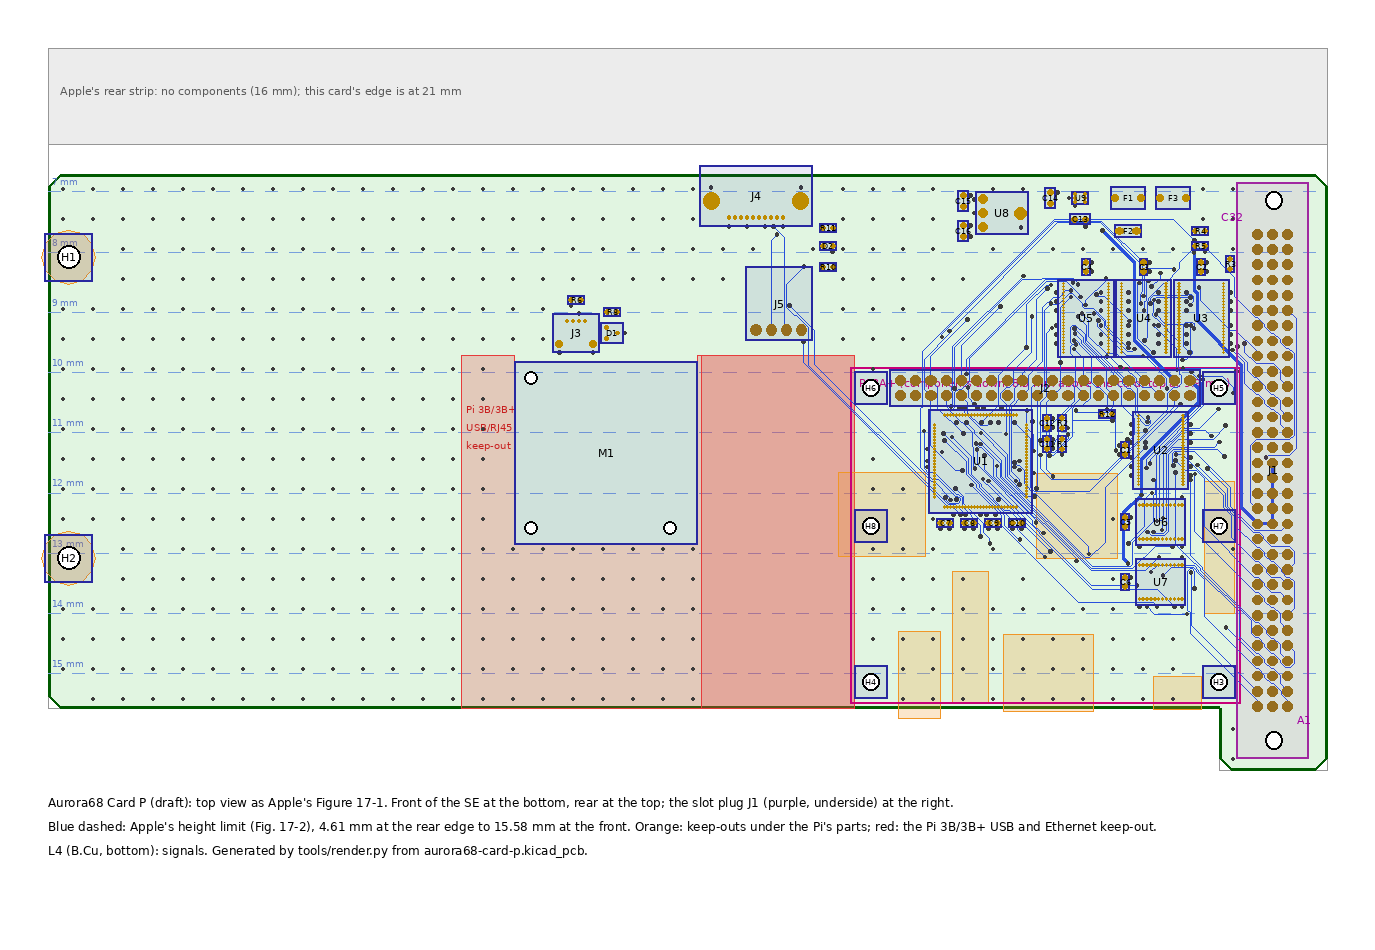 Apple's rear strip: no components (16 mm); this card's edge is at 21 mm
7 mm
J4
U8
F1
F3
C32
F2
8 mm
H1
9 mm
J5
J3
D1
U5
U4
U3
10 mm
H6
J2
H5
Pi 3B/3B+
11 mm
USB/RJ45
keep-out
M1
U1
U2
J1
12 mm
H8
U6
H7
13 mm
H2
U7
14 mm
15 mm
H4
H3
A1
Aurora68 Card P (draft): top view as Apple's Figure 17-1. Front of the SE at the bottom, rear at the top; the slot plug J1 (purple, underside) at the right.
Blue dashed: Apple's height limit (Fig. 17-2), 4.61 mm at the rear edge to 15.58 mm at the front. Orange: keep-outs under the Pi's parts; red: the Pi 3B/3B+ USB and Ethernet keep-out.
L4 (B.Cu, bottom): signals. Generated by tools/render.py from aurora68-card-p.kicad_pcb.